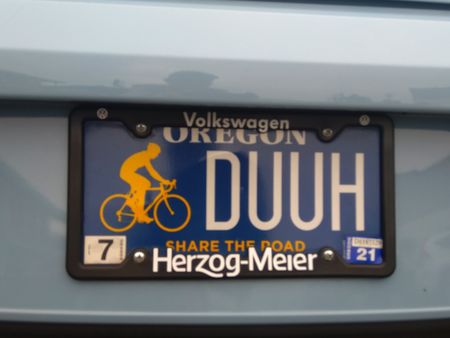 Volkswagen
OREGON
DUUH
SHARE THE ROAD
7
21
Herzog-Meier